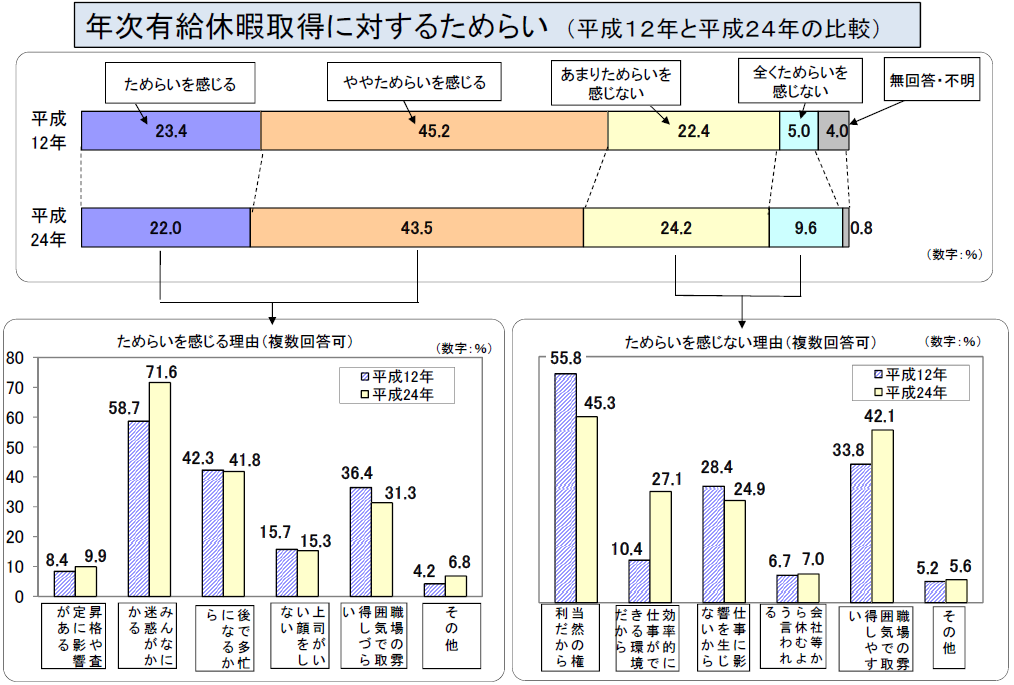 年次有給休暇取得に対するためらい（平成１２年と平成２４年の比較）
ためらいを感じる
ややためらいを感じる
あまりためらいを
感じない
全くためらいを
感じない
無回答・不明
平成
12年
23.4
45.2
22.4
5.0
4.0
平成
24年
22.0
43.5
24.2
9.6
0.8
（数字：％）
ためらいを感じる理由（複数回答可）
（数字：％）
平成12年
平成24年
80
70
60
50
40
30
20
10
0
8.4
9.9
58.7
71.6
42.3
41.8
15.7
15.3
36.4
31.3
4.2
6.8
昇格や査
定に影響
がある
みんなに
迷惑がか
かる
後で多忙
になるか
ら
上司がい
い顔をし
ない
職場の雰
囲気で取
得しづら
い
その他
ためらいを感じない理由（複数回答可）
（数字：％）
平成12年
平成24年
55.8
45.3
10.4
27.1
28.4
24.9
6.7
7.0
33.8
42.1
5.2
5.6
当然の権
利だから
効率的に
仕事がで
きる環境
だから
仕事に影
響を生じ
ないから
会社等か
ら休むよ
う言われ
る
職場の雰
囲気で取
得しやす
い
その他